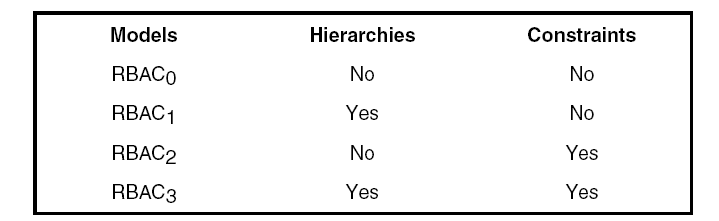 Models Hierarchies Constraints
RBAC0 No No
RBAC1 Yes No
RBAC2 No Yes
RBAC3 Yes Yes